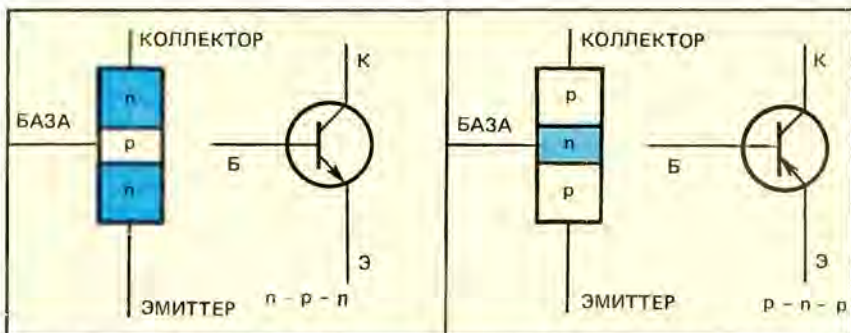 КОЛЛЕКТОР
К
n
БАЗА
p
Б
n
Э
ЭМИТТЕР
n - p - n
КОЛЛЕКТОР
К
p
БАЗА
n
Б
p
Э
ЭМИТТЕР
p - n - p